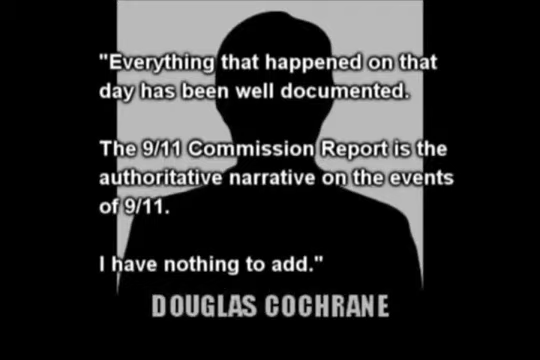 "Everything that happened on that
day has been well documented.
The 9/11 Commission Report is the
authoritative narrative on the events
of 9/11.
I have nothing to add."
DOUGLAS COCHRANE